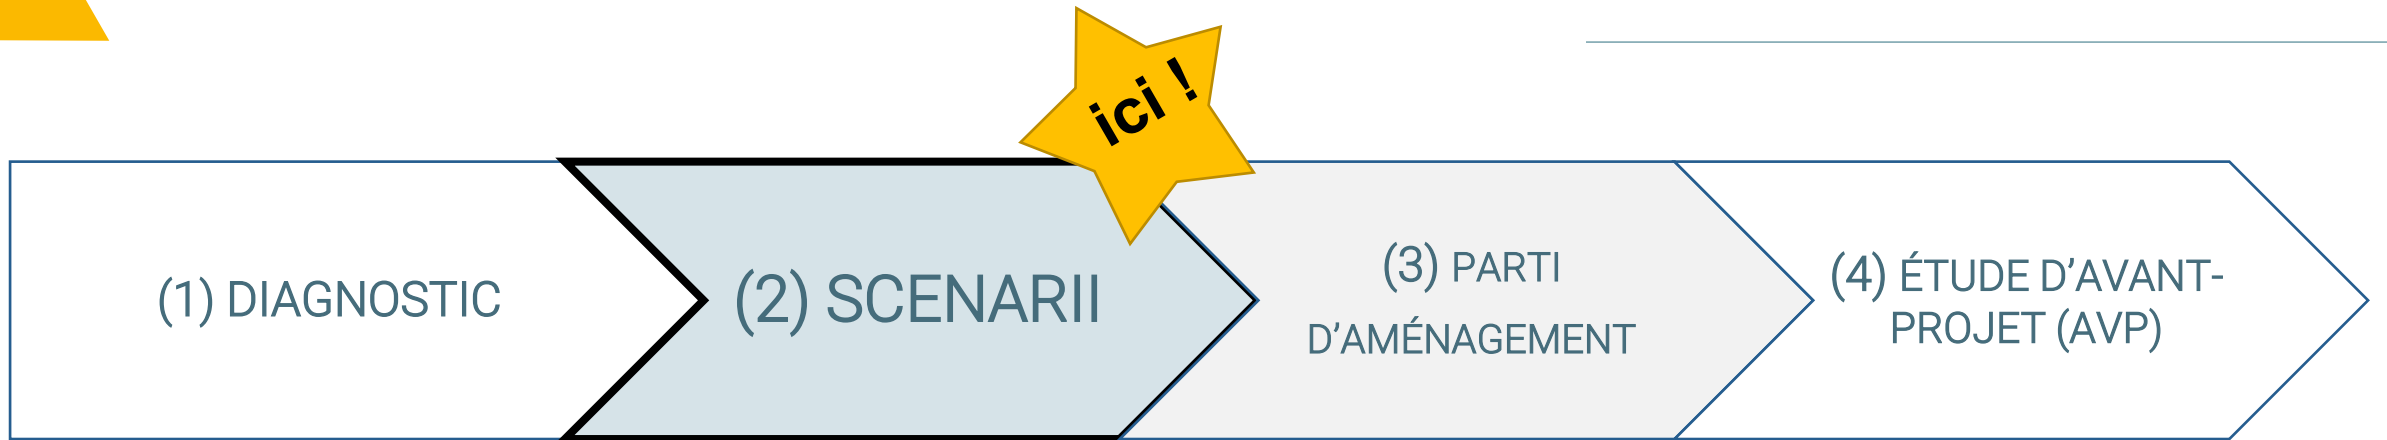 ici !
(1) DIAGNOSTIC
(2) SCENARII
(3) PARTI
D’AMÉNAGEMENT
(4) ÉTUDE D’AVANT-
PROJET (AVP)